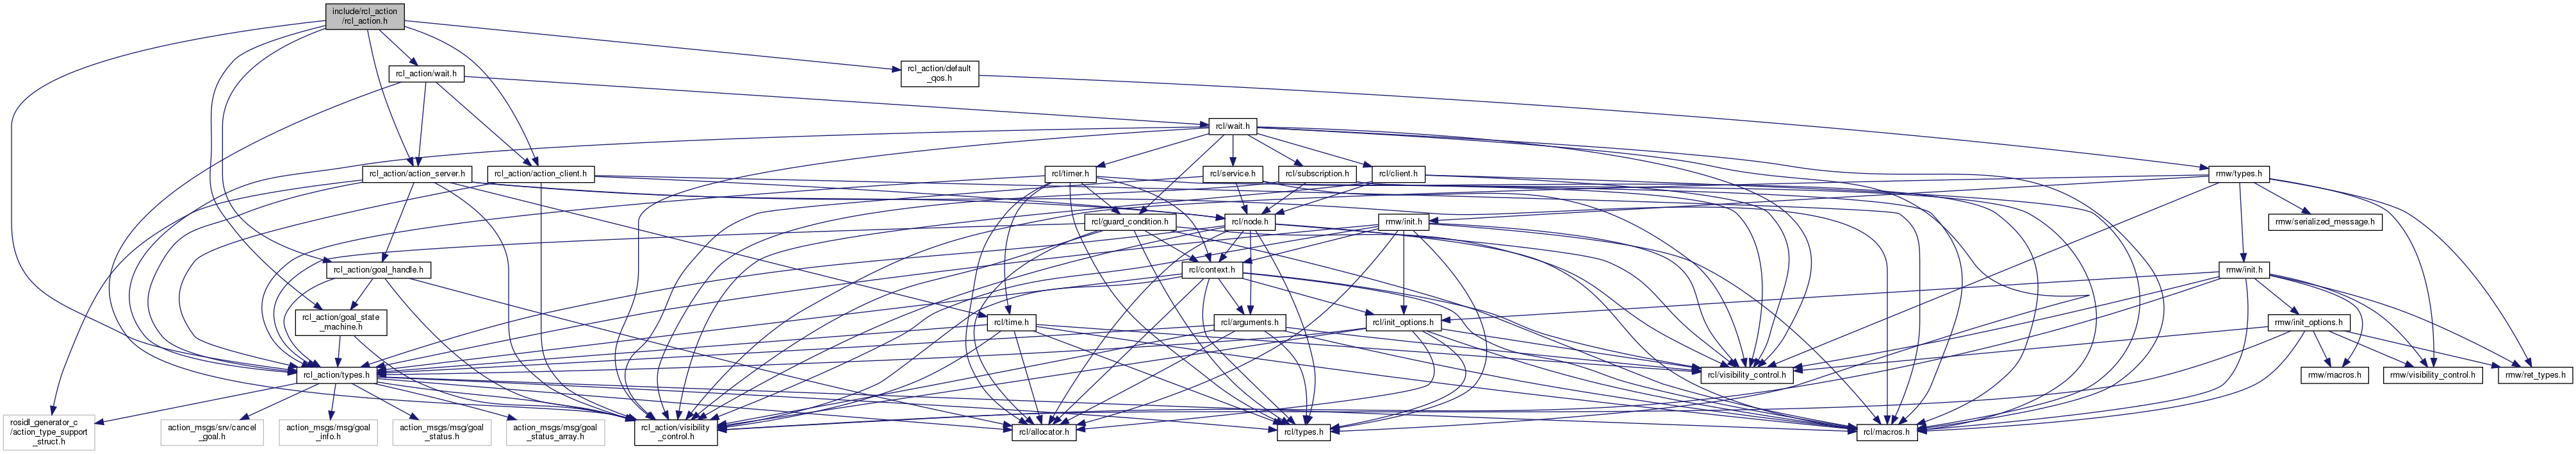 include/rcl_action
/rcl_action.h
rcl_action/wait.h
rcl_action/default
_qos.h
rcl/wait.h
rcl_action/action_server.h
rcl_action/action_client.h
rcl/timer.h
rcl/service.h
rcl/subscription.h
rcl/client.h
rmw/types.h
rcl/guard_condition.h
rcl/node.h
rmw/init.h
rmw/serialized_message.h
rcl_action/goal_handle.h
rcl/context.h
rmw/init.h
rcl_action/goal_state
_machine.h
rcl/time.h
rcl/arguments.h
rcl/init_options.h
rmw/init_options.h
rcl_action/types.h
rcl/visibility_control.h
rmw/macros.h
rmw/visibility_control.h
rmw/ret_types.h
rosidl_generator_c
/action_type_support
_struct.h
action_msgs/srv/cancel
_goal.h
action_msgs/msg/goal
_info.h
action_msgs/msg/goal
_status.h
action_msgs/msg/goal
_status_array.h
rcl_action/visibility
_control.h
rcl/allocator.h
rcl/types.h
rcl/macros.h